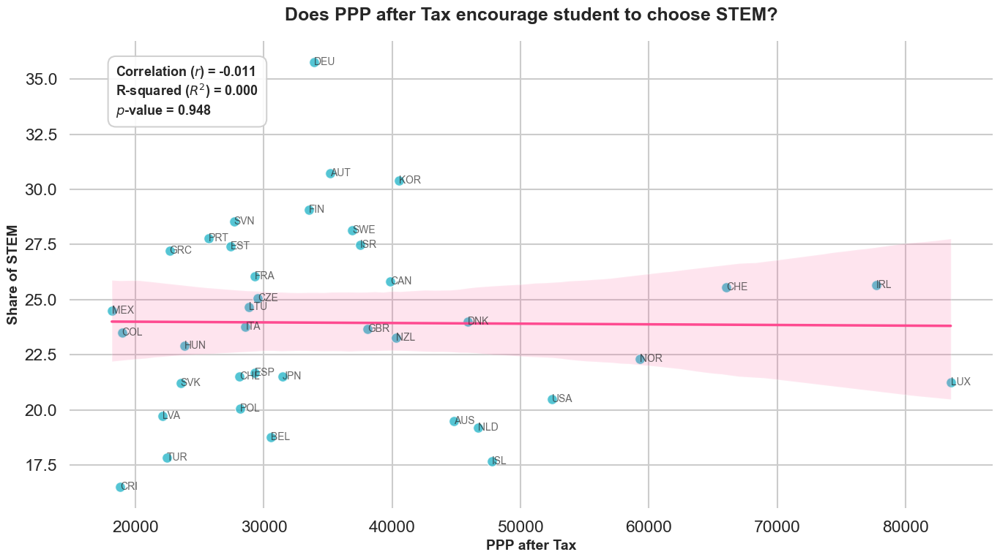 Does PPP after Tax encourage student to choose STEM?
Correlation (r) = -0.011
R-squared (R²) = 0.000
p-value = 0.948
Share of STEM
35.0
32.5
30.0
27.5
25.0
22.5
20.0
17.5
DEU
AUT
KOR
FIN
SVN
SWE
PRT
ISR
EST
GRC
FRA
CAN
IRL
CHE
CZE
LTU
MEX
DNK
ITA
GBR
COL
NZL
HUN
NOR
ESP
CHL
JPN
SVK
LUX
USA
POL
LVA
AUS
NLD
BEL
TUR
ISL
CRI
20000
30000
40000
50000
60000
70000
80000
PPP after Tax